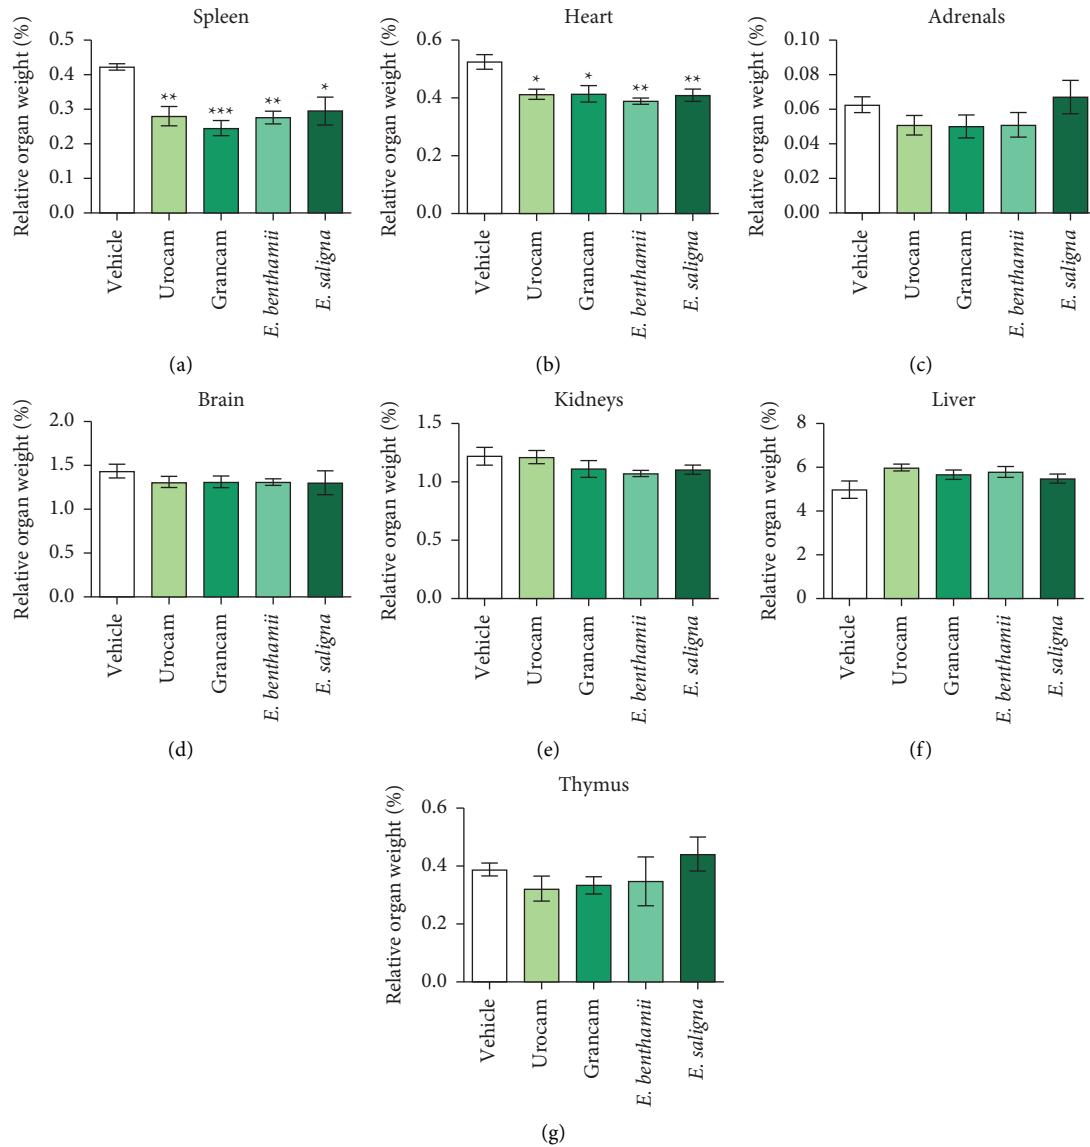 Spleen
Relative organ weight (%)
0.5
0.4
0.3
0.2
0.1
0.0
**
***
**
*
Vehicle
Urocam
Grancam
E. benthamii
E. saligna
(a)
Heart
Relative organ weight (%)
0.6
0.4
0.2
0.0
*
*
**
**
Vehicle
Urocam
Grancam
E. benthamii
E. saligna
(b)
Adrenals
Relative organ weight (%)
0.10
0.08
0.06
0.04
0.02
0.00
Vehicle
Urocam
Grancam
E. benthamii
E. saligna
(c)
Brain
Relative organ weight (%)
2.0
1.5
1.0
0.5
0.0
Vehicle
Urocam
Grancam
E. benthamii
E. saligna
(d)
Kidneys
Relative organ weight (%)
1.5
1.0
0.5
0.0
Vehicle
Urocam
Grancam
E. benthamii
E. saligna
(e)
Liver
Relative organ weight (%)
8
6
4
2
0
Vehicle
Urocam
Grancam
E. benthamii
E. saligna
(f)
Thymus
Relative organ weight (%)
0.6
0.4
0.2
0.0
Vehicle
Urocam
Grancam
E. benthamii
E. saligna
(g)